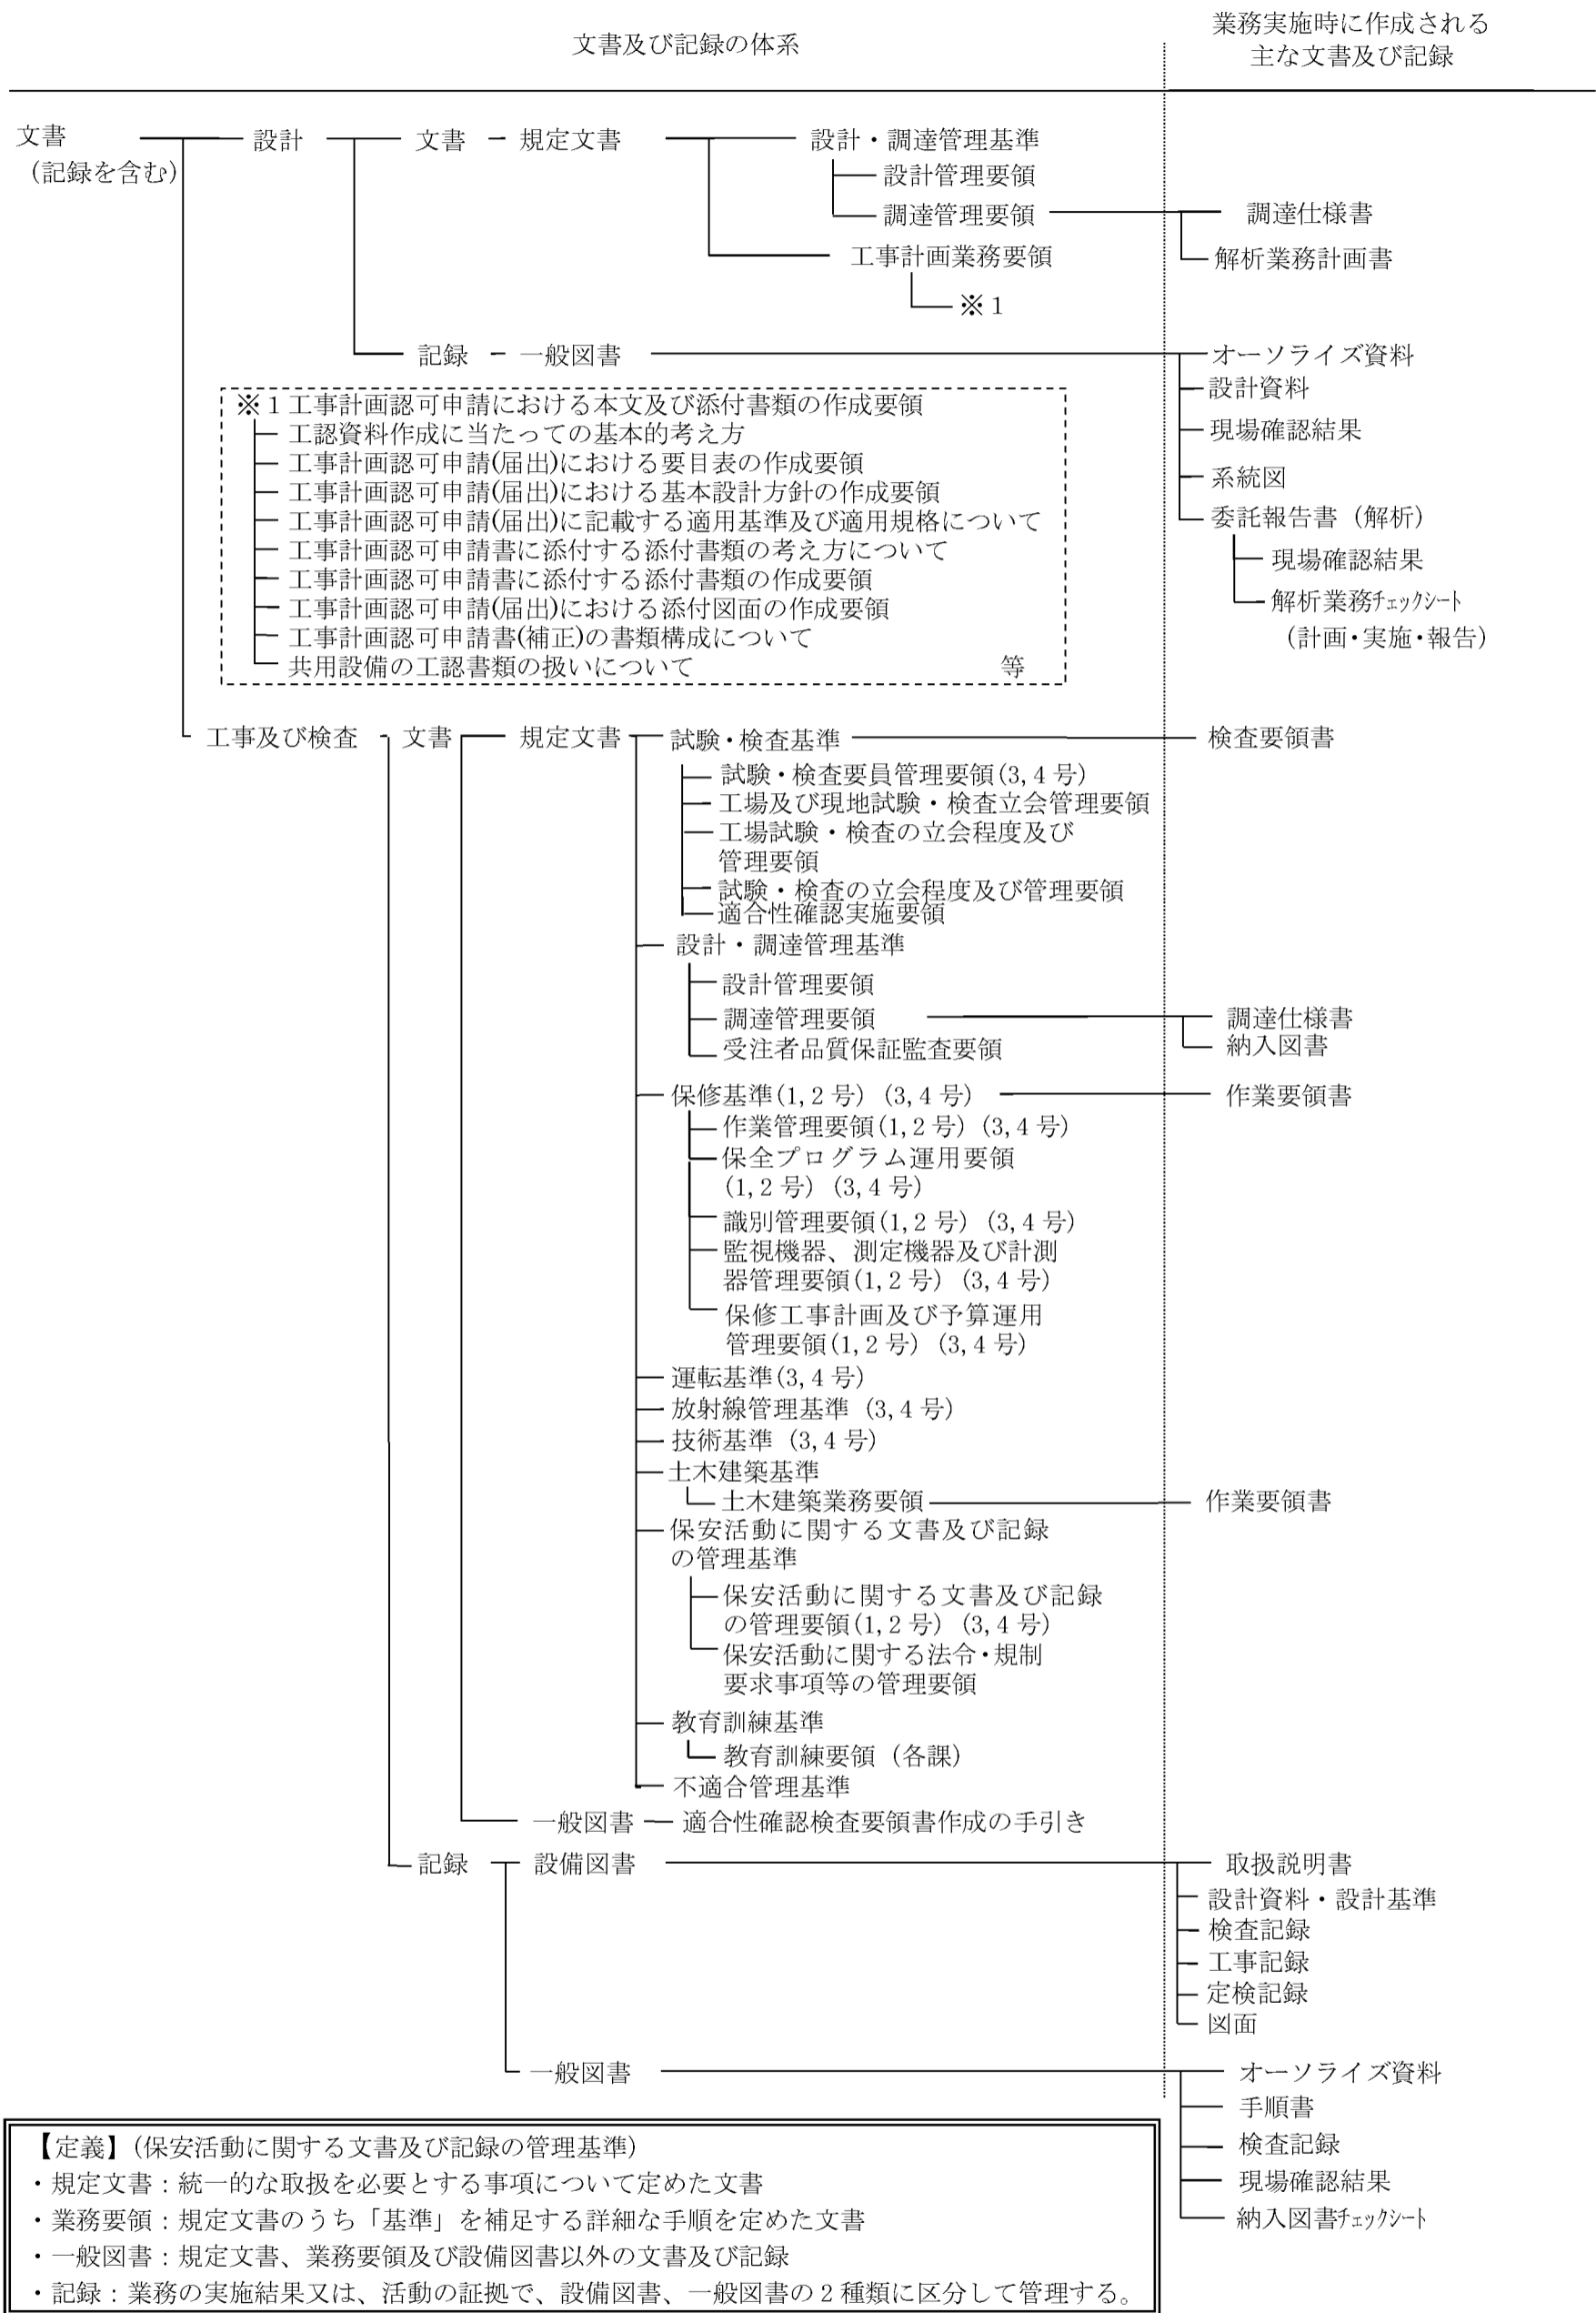 文書及び記録の体系
業務実施時に作成される
主な文書及び記録
文書
（記録を含む）
設計
文書
規定文書
設計・調達管理基準
設計管理要領
調達管理要領
調達仕様書
工事計画業務要領
解析業務計画書
※１
記録
一般図書
オーソライズ資料
設計資料
現場確認結果
系統図
委託報告書（解析）
現場確認結果
解析業務ﾁｪｯｸｼｰﾄ
（計画・実施・報告）
※１工事計画認可申請における本文及び添付書類の作成要領
工認資料作成に当たっての基本的考え方
工事計画認可申請(届出)における要目表の作成要領
工事計画認可申請(届出)における基本設計方針の作成要領
工事計画認可申請(届出)に記載する適用基準及び適用規格について
工事計画認可申請書に添付する添付書類の考え方について
工事計画認可申請書に添付する添付書類の作成要領
工事計画認可申請(届出)における添付図面の作成要領
工事計画認可申請書(補正)の書類構成について
共用設備の工認書類の扱いについて 等
工事及び検査
文書
規定文書
試験・検査基準
検査要領書
試験・検査要員管理要領(3,4 号)
工場及び現地試験・検査立会管理要領
工場試験・検査の立会程度及び
管理要領
試験・検査の立会程度及び管理要領
適合性確認実施要領
設計・調達管理基準
設計管理要領
調達管理要領
調達仕様書
納入図書
受注者品質保証監査要領
保修基準(1,2 号)（3,4 号）
作業要領書
作業管理要領(1,2 号)（3,4 号）
保全プログラム運用要領
（1,2 号）（3,4 号）
識別管理要領(1,2 号)（3,4 号）
監視機器、測定機器及び計測
器管理要領(1,2 号)（3,4 号）
保修工事計画及び予算運用
管理要領(1,2 号)（3,4 号）
運転基準(3,4 号)
放射線管理基準（3,4 号）
技術基準（3,4 号）
土木建築基準
土木建築業務要領
作業要領書
保安活動に関する文書及び記録
の管理基準
保安活動に関する文書及び記録
の管理要領(1,2 号)（3,4 号）
保安活動に関する法令・規制
要求事項等の管理要領
教育訓練基準
教育訓練要領（各課）
不適合管理基準
一般図書
適合性確認検査要領書作成の手引き
記録
設備図書
取扱説明書
設計資料・設計基準
検査記録
工事記録
定検記録
図面
一般図書
オーソライズ資料
手順書
検査記録
現場確認結果
納入図書ﾁｪｯｸｼｰﾄ
【定義】（保安活動に関する文書及び記録の管理基準）
・規定文書：統一的な取扱を必要とする事項について定めた文書
・業務要領：規定文書のうち「基準」を補足する詳細な手順を定めた文書
・一般図書：規定文書、業務要領及び設備図書以外の文書及び記録
・記録：業務の実施結果又は、活動の証拠で、設備図書、一般図書の２種類に区分して管理する。